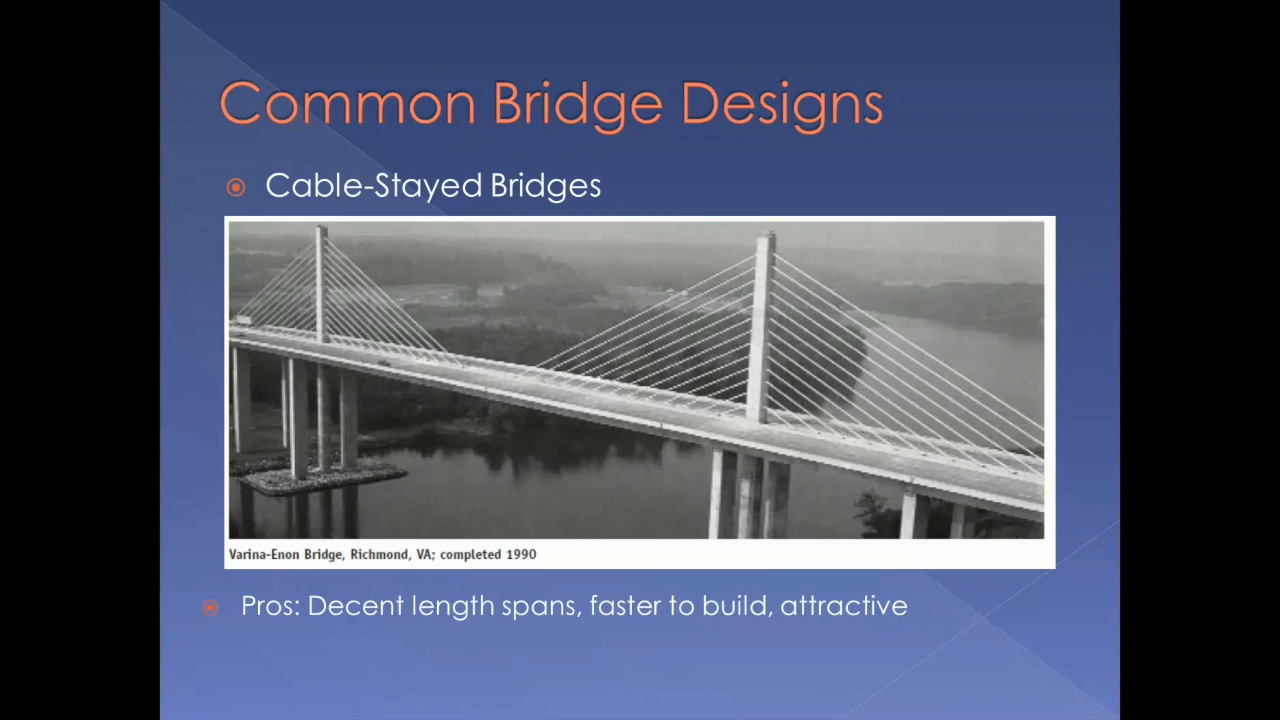 Common Bridge Designs
Cable-Stayed Bridges
Varina-Enon Bridge, Richmond, VA; completed 1990
Pros: Decent length spans, faster to build, attractive